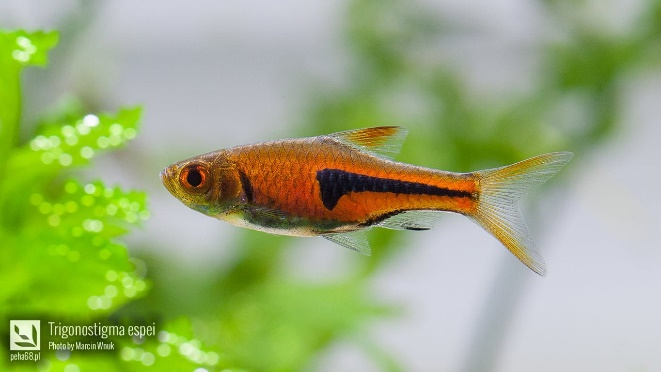 Trigonostigma espei
Photo by Marcin Wnuk
peha68.pl